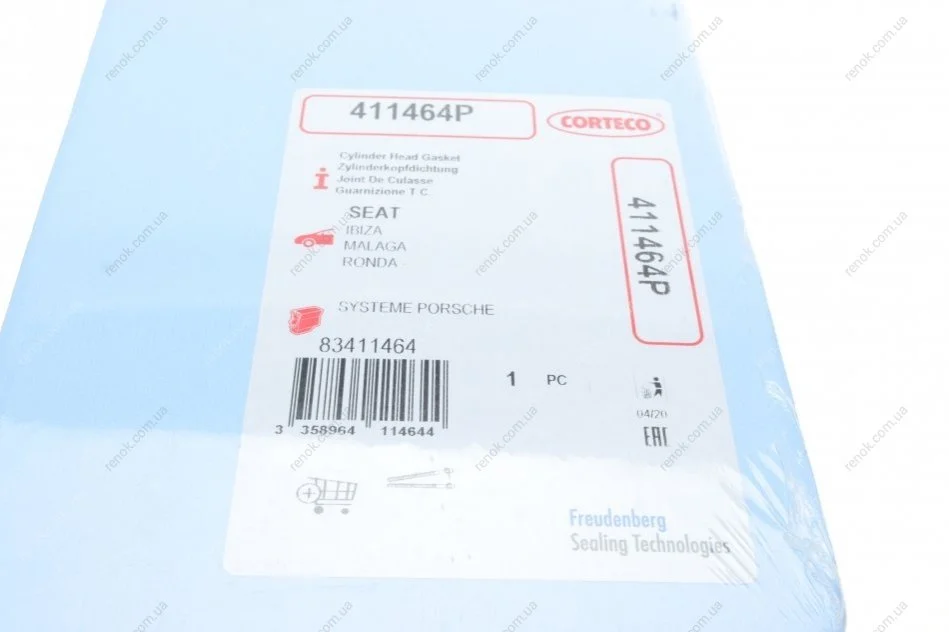 411464P
CORTECO
Cylinder Head Gasket
Zylinderkopfdichtung
Joint De Culasse
Guarnizione T C
SEAT
IBIZA
MALAGA
RONDA
411464P
SYSTEME PORSCHE
83411464
1 PC
04/20
EAC
3 358964 114644
Freudenberg
Sealing Technologies
renok.com.ua